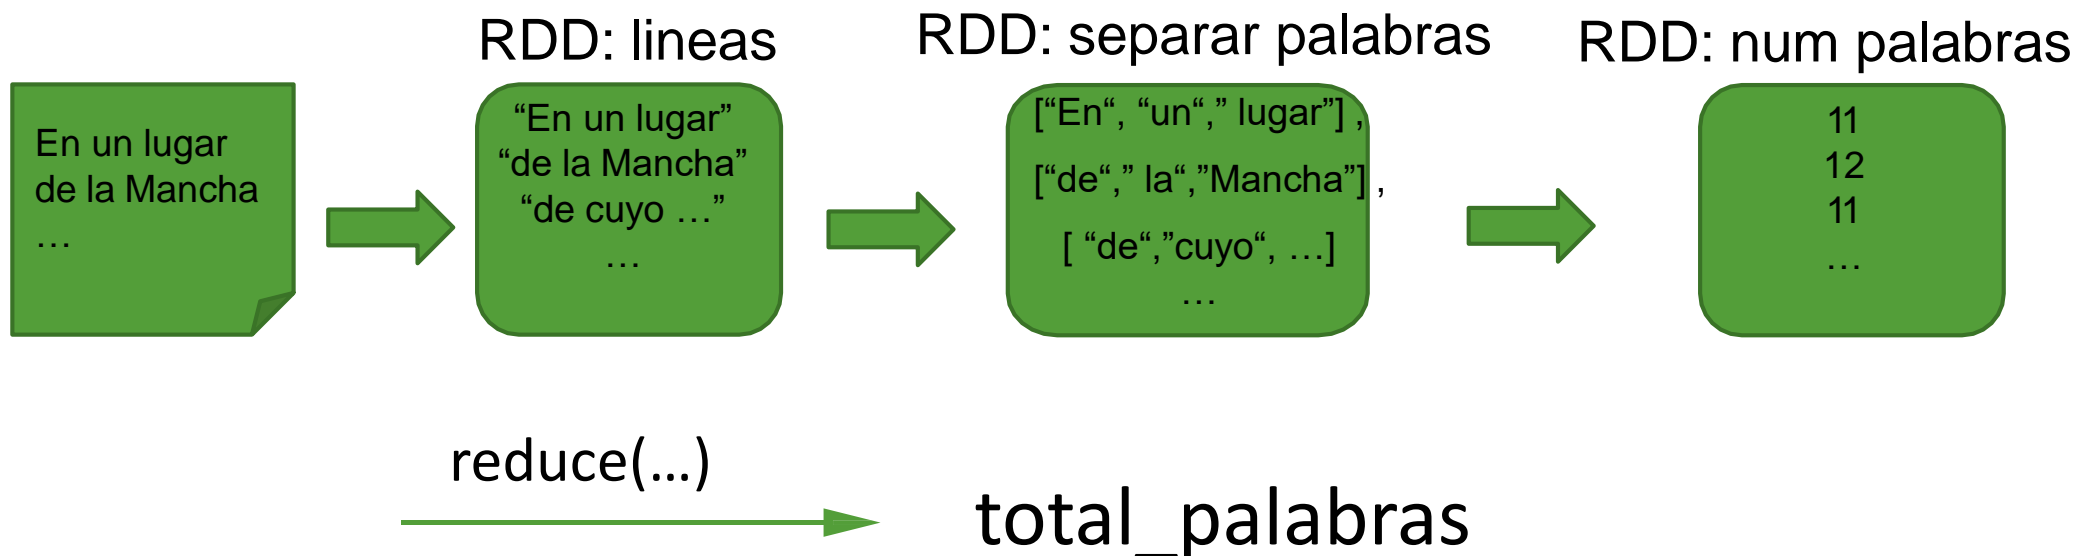 RDD: lineas
RDD: separar palabras
RDD: num palabras
En un lugar
de la Mancha
…
“En un lugar”
“de la Mancha”
“de cuyo …”
…
[“En“, “un“,” lugar”] ,
[“de“,” la“,”Mancha”] ,
[ “de“,”cuyo“, …]
…
11
12
11
…
reduce(…)
total_palabras